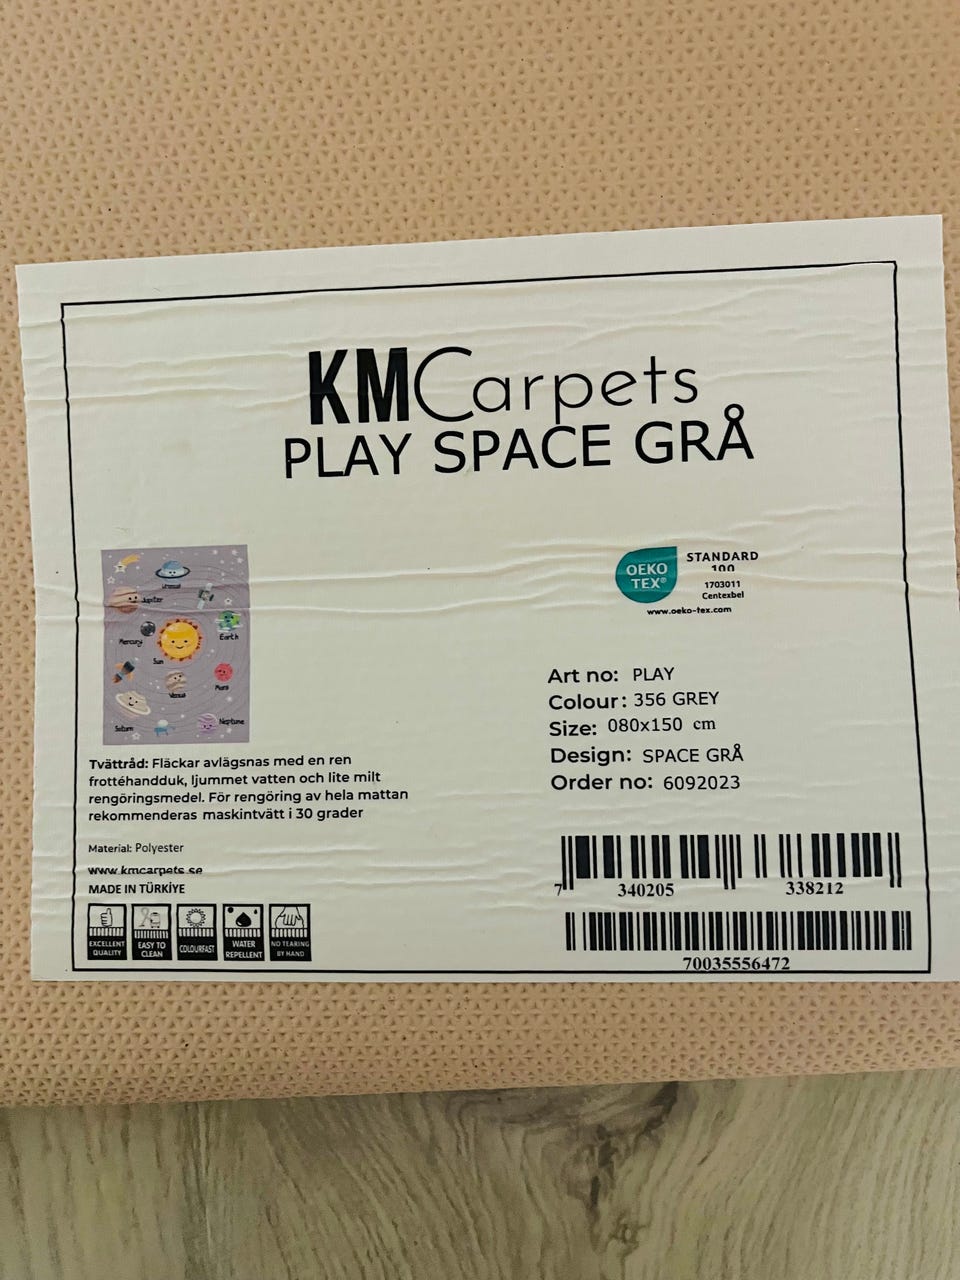 KMCarpets
PLAY SPACE GRÅ
Uranus
Jupiter
Mercury
Earth
Sun
Venus
Mars
Saturn
Neptune
OEKO
TEX®
STANDARD
100
1703011
Centexbel
www.oeko-tex.com
Art no: PLAY
Colour: 356 GREY
Size: 080x150 cm
Design: SPACE GRÅ
Order no: 6092023
Tvättråd: Fläckar avlägsnas med en ren
frottéhandduk, ljummet vatten och lite milt
rengöringsmedel. För rengöring av hela mattan
rekommenderas maskintvätt i 30 grader
Material: Polyester
www.kmcarpets.se
MADE IN TÜRKİYE
EXCELLENT
QUALITY
EASY TO
CLEAN
COLOURFAST
WATER
REPELLENT
NO TEARING
BY HAND
7 340205 338212
70035556472